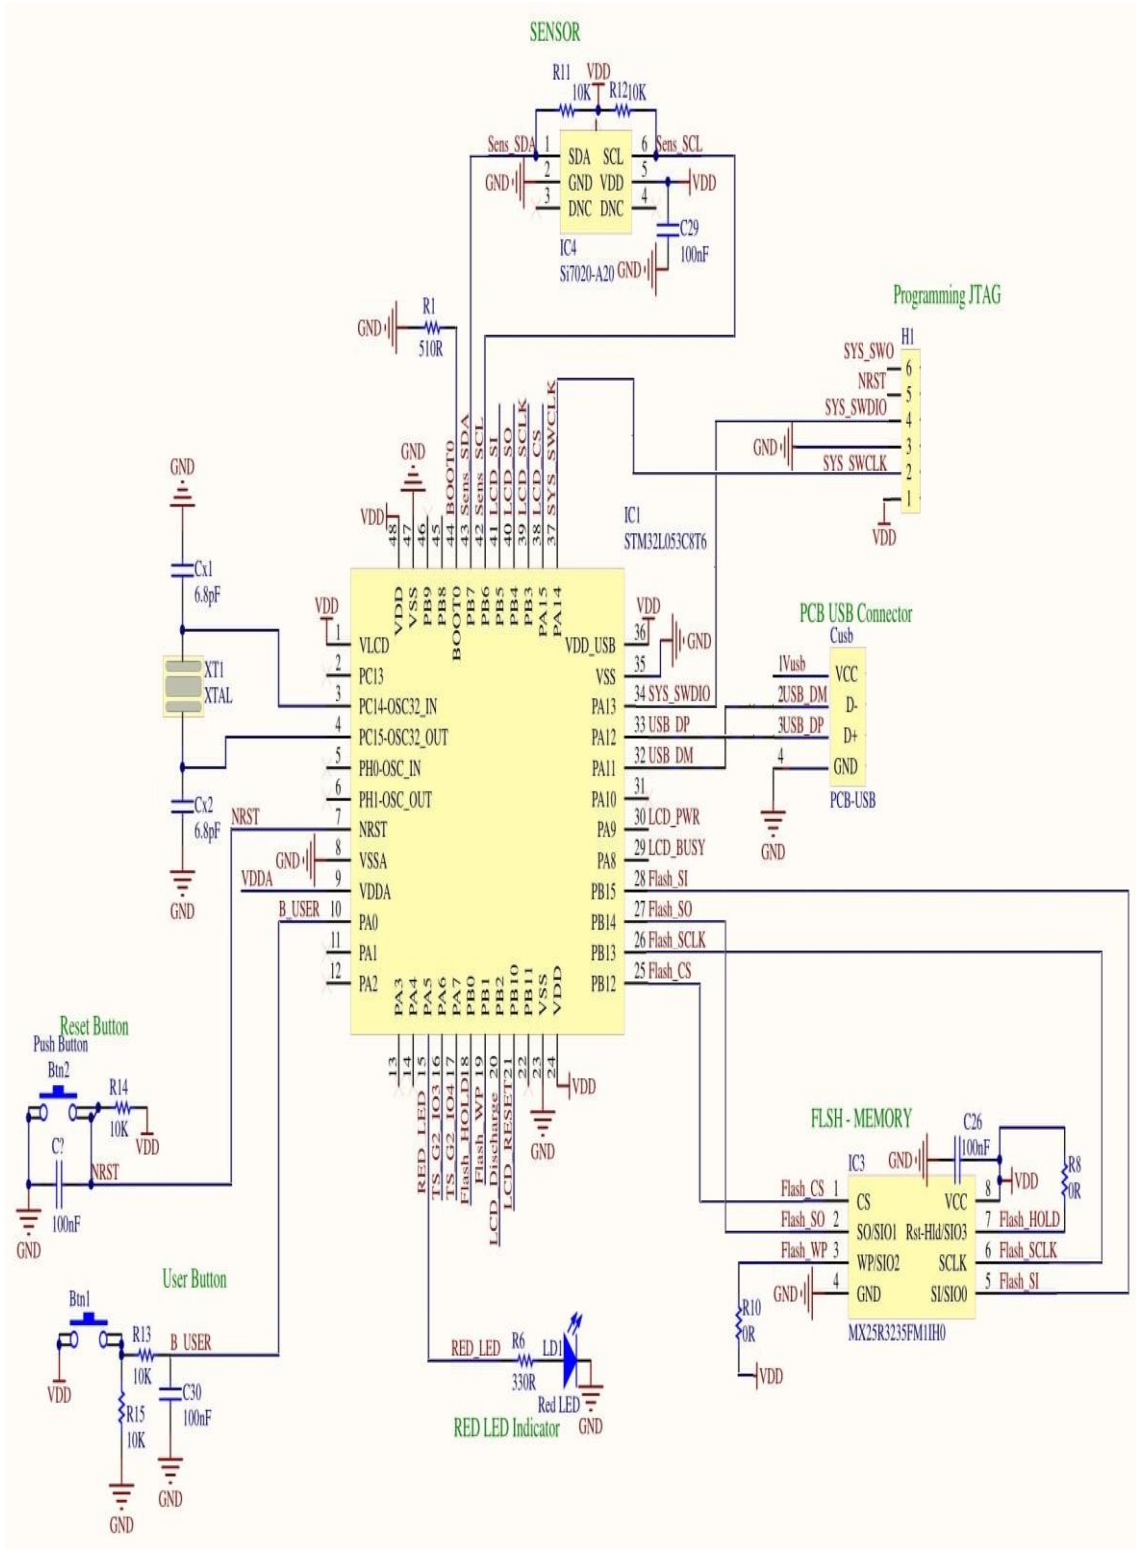 SENSOR
R11
VDD
10K
R12
10K
Sens_SDA
1
6
Sens_SCL
SDA
SCL
GND
2
GND
VDD
5
VDD
3
DNC
DNC
4
IC4
Si7020-A20
C29
100nF
GND
Programming JTAG
H1
SYS_SWO
6
NRST
5
SYS_SWDIO
4
GND
3
SYS_SWCLK
2
1
VDD
GND
R1
510R
GND
VDD
48
47
46
45
44 BOOT0
43 Sens_SDA
42 Sens_SCL
41 LCD_SI
40 LCD_SO
39 LCD_SCLK
38 LCD_CS
37 SYS_SWCLK
IC1
STM32L053C8T6
VDD
VSS
PB9
PB8
BOOT0
PB7
PB6
PB5
PB4
PB3
PA15
PA14
GND
Cx1
6.8pF
XT1
XTAL
Cx2
6.8pF
GND
VDD
1
VLCD
2
PC13
3
PC14-OSC32_IN
4
PC15-OSC32_OUT
5
PH0-OSC_IN
6
PH1-OSC_OUT
NRST
7
NRST
GND
8
VSSA
VDDA
9
VDDA
B_USER
10
PA0
11
PA1
12
PA2
VDD
VDD_USB
36
VSS
35
GND
PA13
34 SYS_SWDIO
PA12
33 USB DP
PA11
32 USB DM
PA10
31
PA9
30 LCD_PWR
PA8
29 LCD_BUSY
PB15
28 Flash_SI
PB14
27 Flash_SO
PB13
26 Flash_SCLK
PB12
25 Flash_CS
PCB USB Connector
Cusb
1 Vusb
VCC
2 USB_DM
D-
3 USB_DP
D+
4
GND
PCB-USB
GND
PA3
PA4
PA5
PA6
PA7
PB0
PB1
PB2
PB10
PB11
VSS
VDD
13
14
RED_LED 15
TS_G2_IO3 16
TS_G2_IO4 17
Flash_HOLD 18
Flash_WP 19
LCD_Discharge 20
LCD_RESET 21
22
23
24
VDD
GND
Reset Button
Push Button
Btn2
R14
10K
VDD
C?
NRST
100nF
GND
User Button
Btn1
R13
B_USER
10K
VDD
C30
100nF
R15
10K
GND
GND
RED_LED
R6
330R
LD1
Red LED
GND
RED LED Indicator
FLSH - MEMORY
C26
100nF
GND
IC3
VDD
R8
0R
Flash_CS
1
CS
VCC
8
Flash_SO
2
SO/SIO1
Rst-Hld/SIO3
7
Flash_HOLD
Flash_WP
3
WP/SIO2
SCLK
6
Flash_SCLK
GND
4
GND
SI/SIO0
5
Flash_SI
R10
0R
MX25R3235FM1IH0
VDD